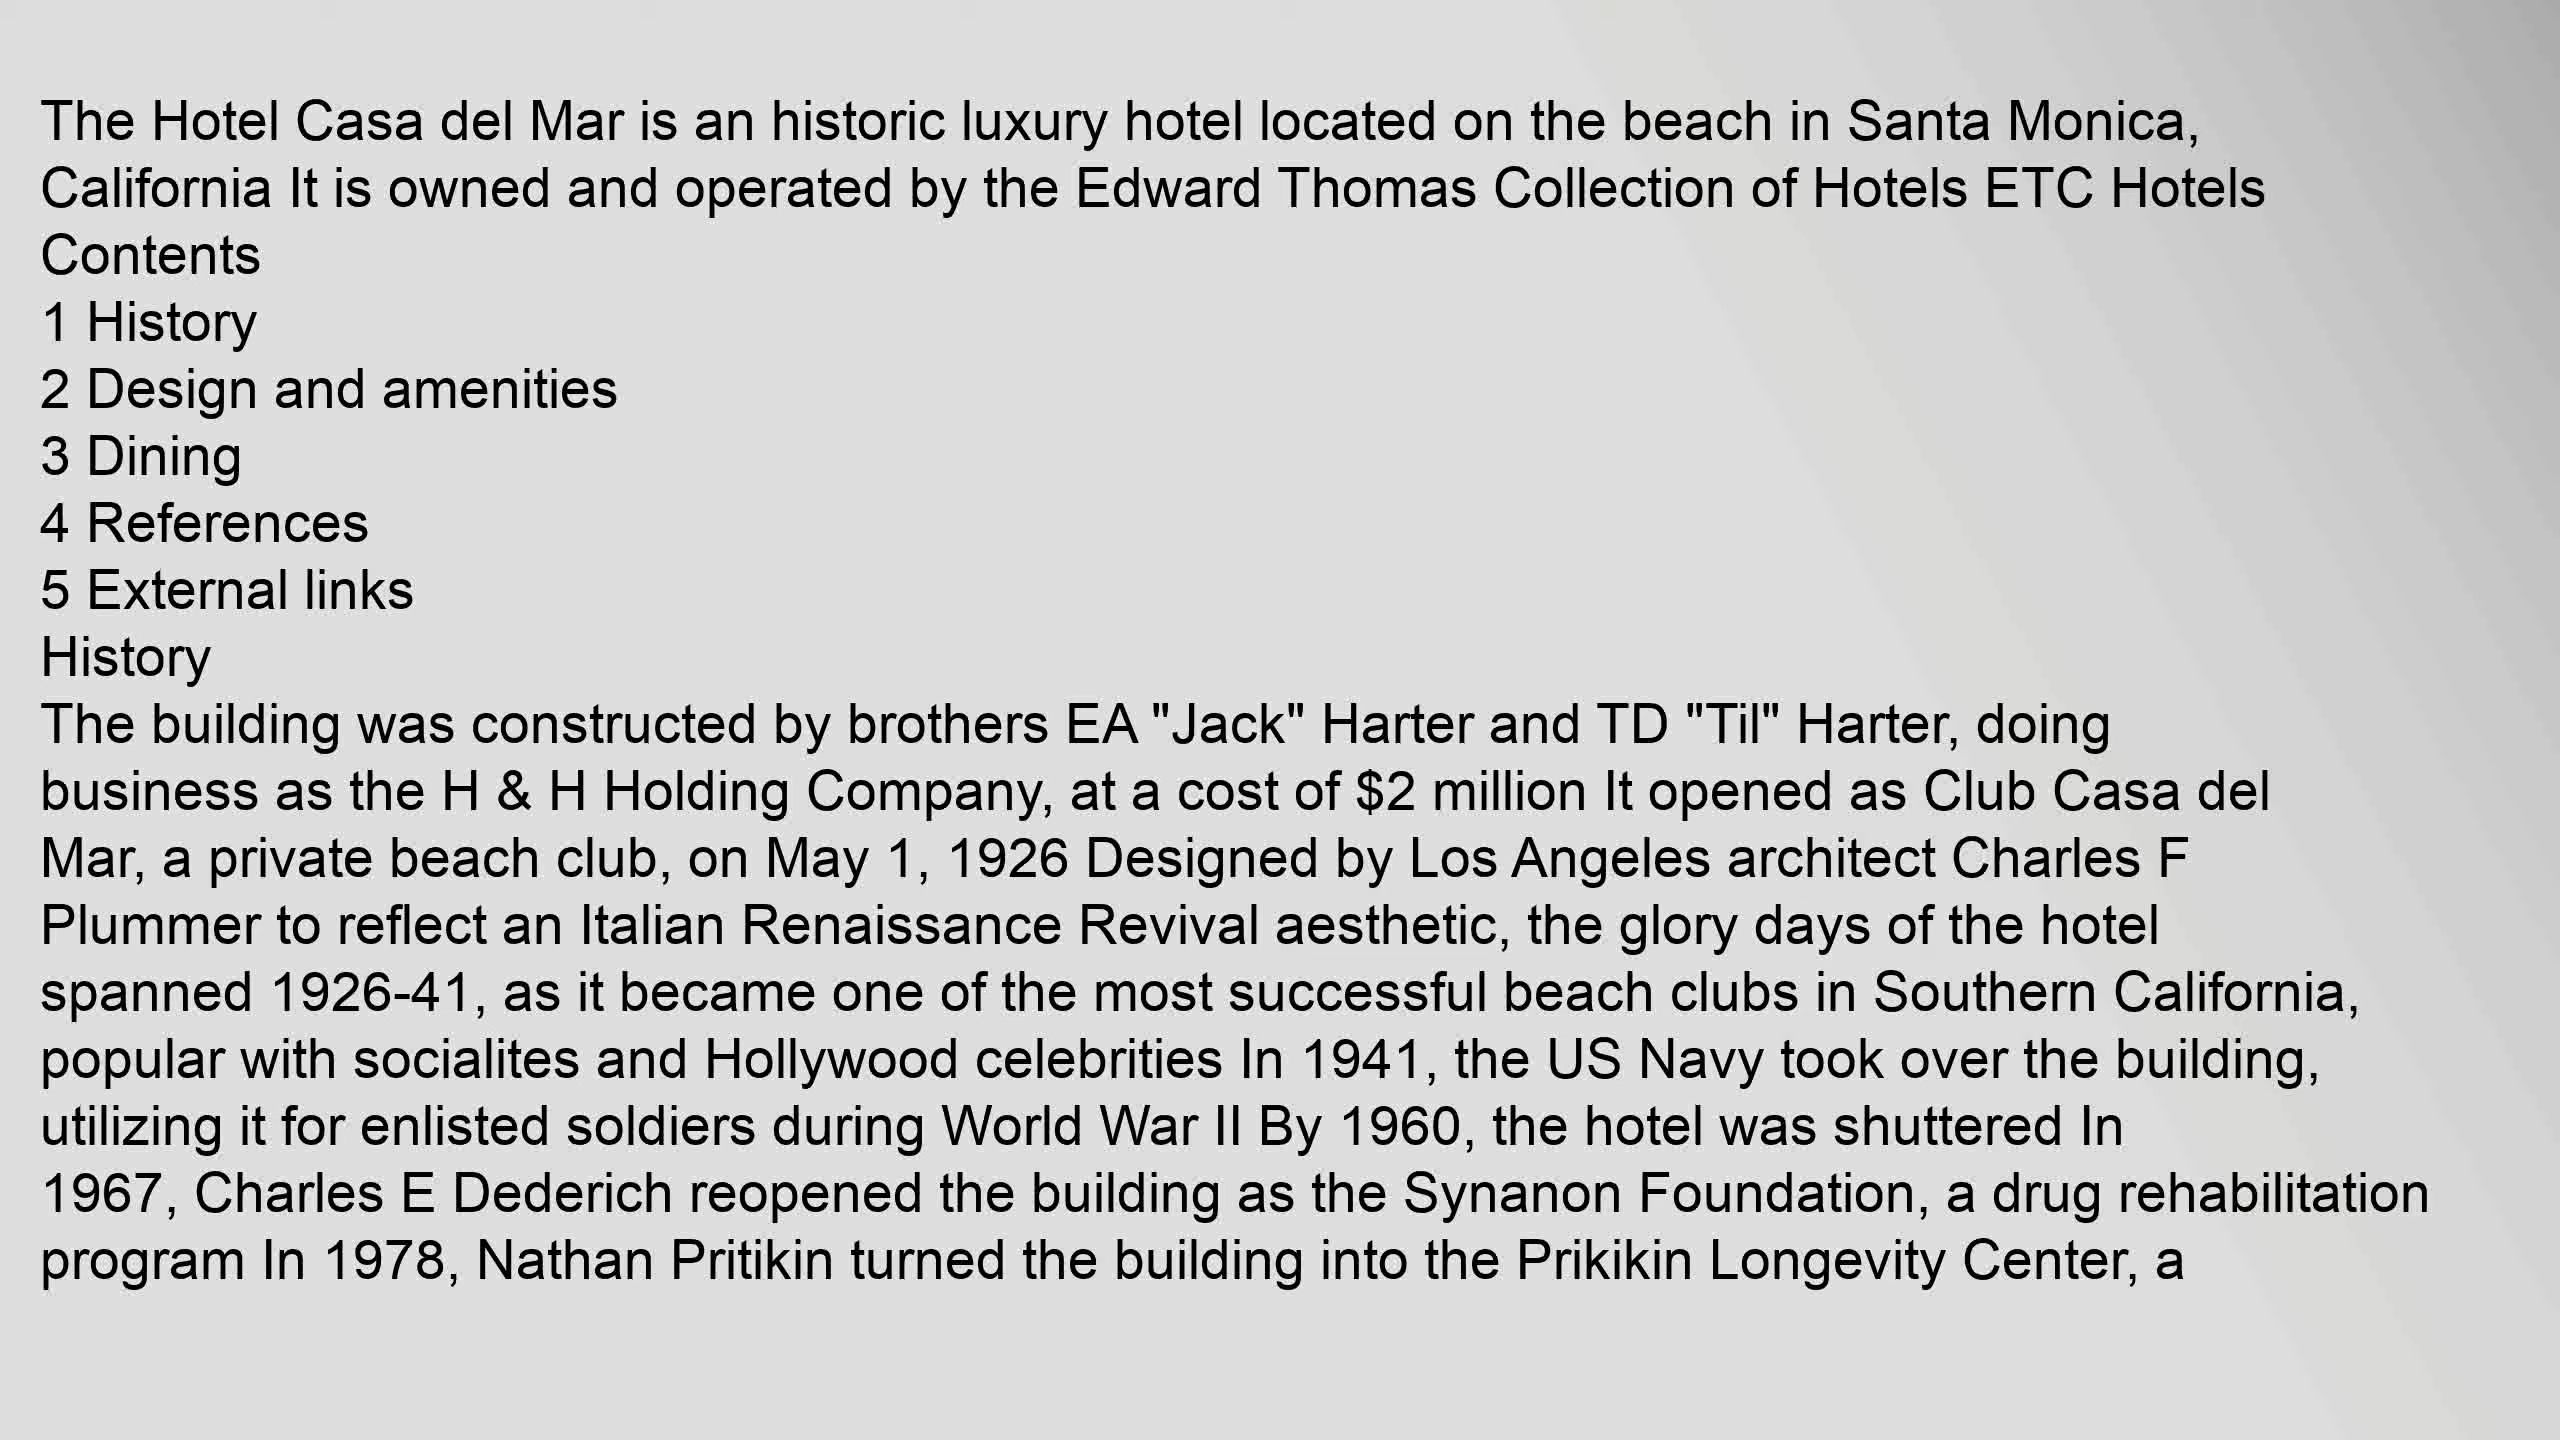 The Hotel Casa del Mar is an historic luxury hotel located on the beach in Santa Monica,
California It is owned and operated by the Edward Thomas Collection of Hotels ETC Hotels
Contents
1 History
2 Design and amenities
3 Dining
4 References
5 External links
History
The building was constructed by brothers EA "Jack" Harter and TD "Til" Harter, doing
business as the H & H Holding Company, at a cost of $2 million It opened as Club Casa del
Mar, a private beach club, on May 1, 1926 Designed by Los Angeles architect Charles F
Plummer to reflect an Italian Renaissance Revival aesthetic, the glory days of the hotel
spanned 1926-41, as it became one of the most successful beach clubs in Southern California,
popular with socialites and Hollywood celebrities In 1941, the US Navy took over the building,
utilizing it for enlisted soldiers during World War II By 1960, the hotel was shuttered In
1967, Charles E Dederich reopened the building as the Synanon Foundation, a drug rehabilitation
program In 1978, Nathan Pritikin turned the building into the Prikikin Longevity Center, a